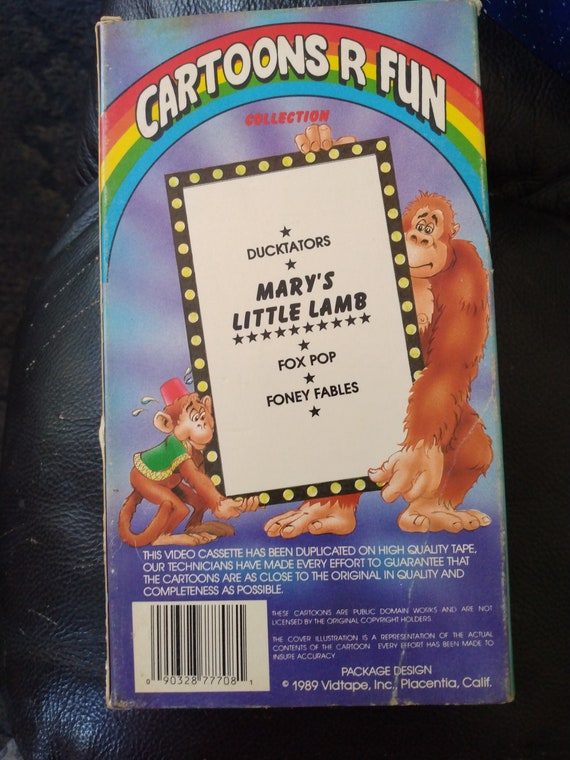 CARTOONS R FUN
COLLECTION
DUCKTATORS
MARY'S
LITTLE LAMB
FOX POP
FONEY FABLES
THIS VIDEO CASSETTE HAS BEEN DUPLICATED ON HIGH QUALITY TAPE,
OUR TECHNICIANS HAVE MADE EVERY EFFORT TO GUARANTEE THAT
THE CARTOONS ARE AS CLOSE TO THE ORIGINAL IN QUALITY AND
COMPLETENESS AS POSSIBLE.
THESE CARTOONS ARE PUBLIC DOMAIN WORKS AND ARE NOT
LICENSED BY THE ORIGINAL COPYRIGHT HOLDERS.
THE COVER ILLUSTRATION IS A REPRESENTATION OF THE ACTUAL
CONTENTS OF THE CARTOON EVERY EFFORT HAS BEEN MADE TO
INSURE ACCURACY
0 90328 77708 1
PACKAGE DESIGN
© 1989 Vidtape, Inc., Placentia, Calif.